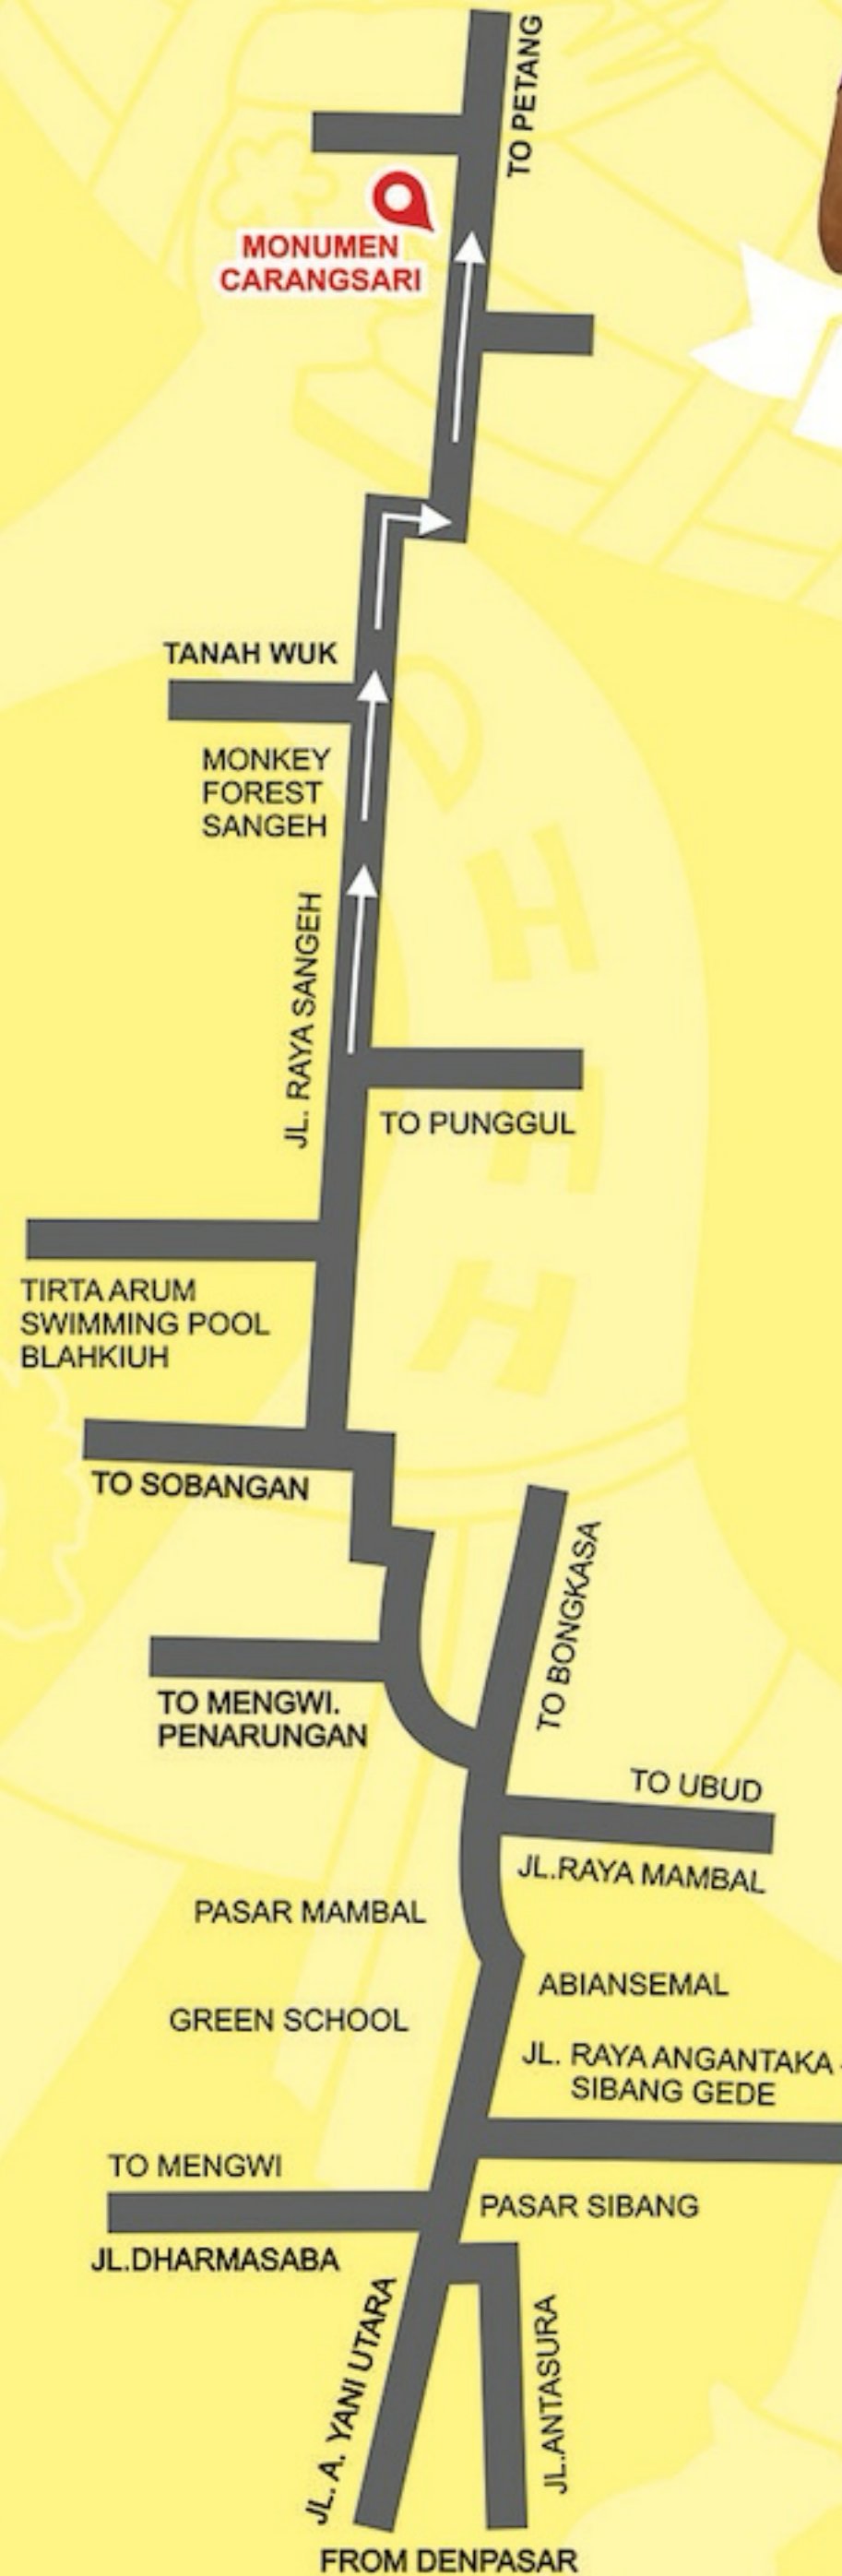 TO PETANG
MONUMEN
CARANGSARI
TANAH WUK
MONKEY
FOREST
SANGEH
JL. RAYA SANGEH
TO PUNGGUL
TIRTA ARUM
SWIMMING POOL
BLAHKIUH
TO SOBANGAN
TO BONGKASA
TO MENGWI.
PENARUNGAN
TO UBUD
JL.RAYA MAMBAL
PASAR MAMBAL
ABIANSEMAL
GREEN SCHOOL
JL. RAYA ANGANTAKA -
SIBANG GEDE
TO MENGWI
PASAR SIBANG
JL.DHARMASABA
JL. A. YANI UTARA
JL.ANTASURA
FROM DENPASAR